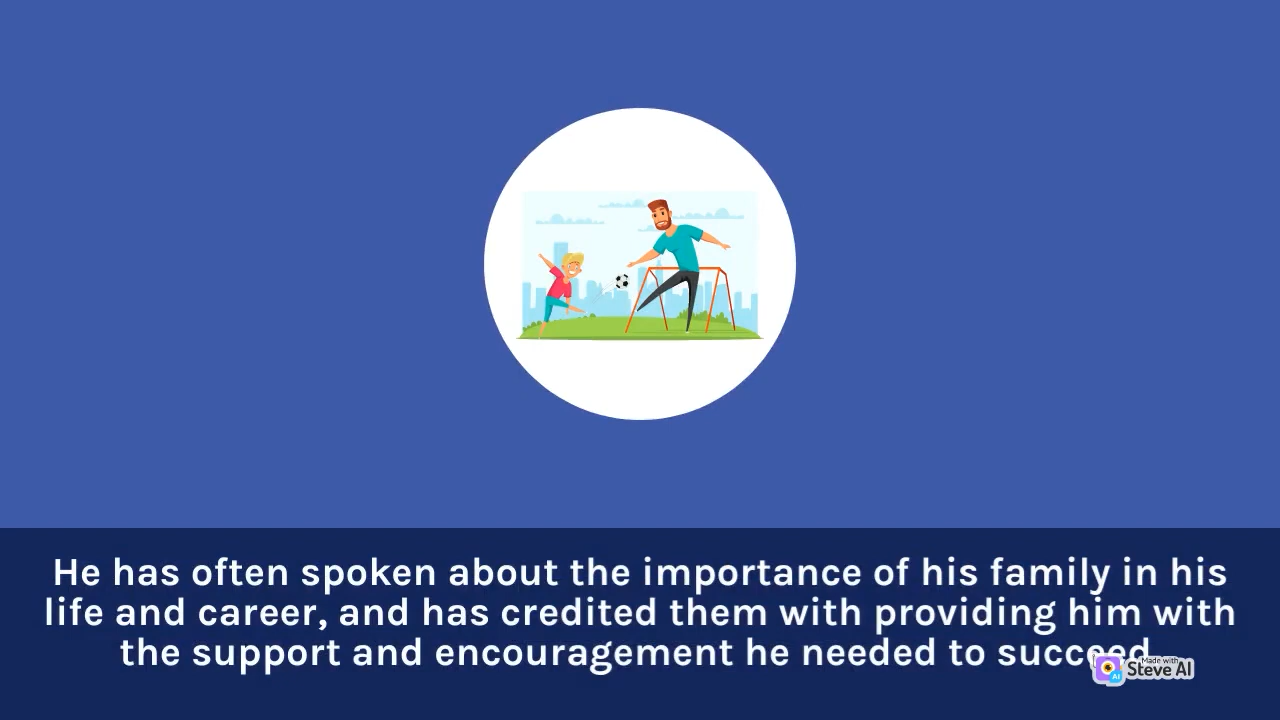 He has often spoken about the importance of his family in his
life and career, and has credited them with providing him with
the support and encouragement he needed to succeed
Made with
Steve AI
AI